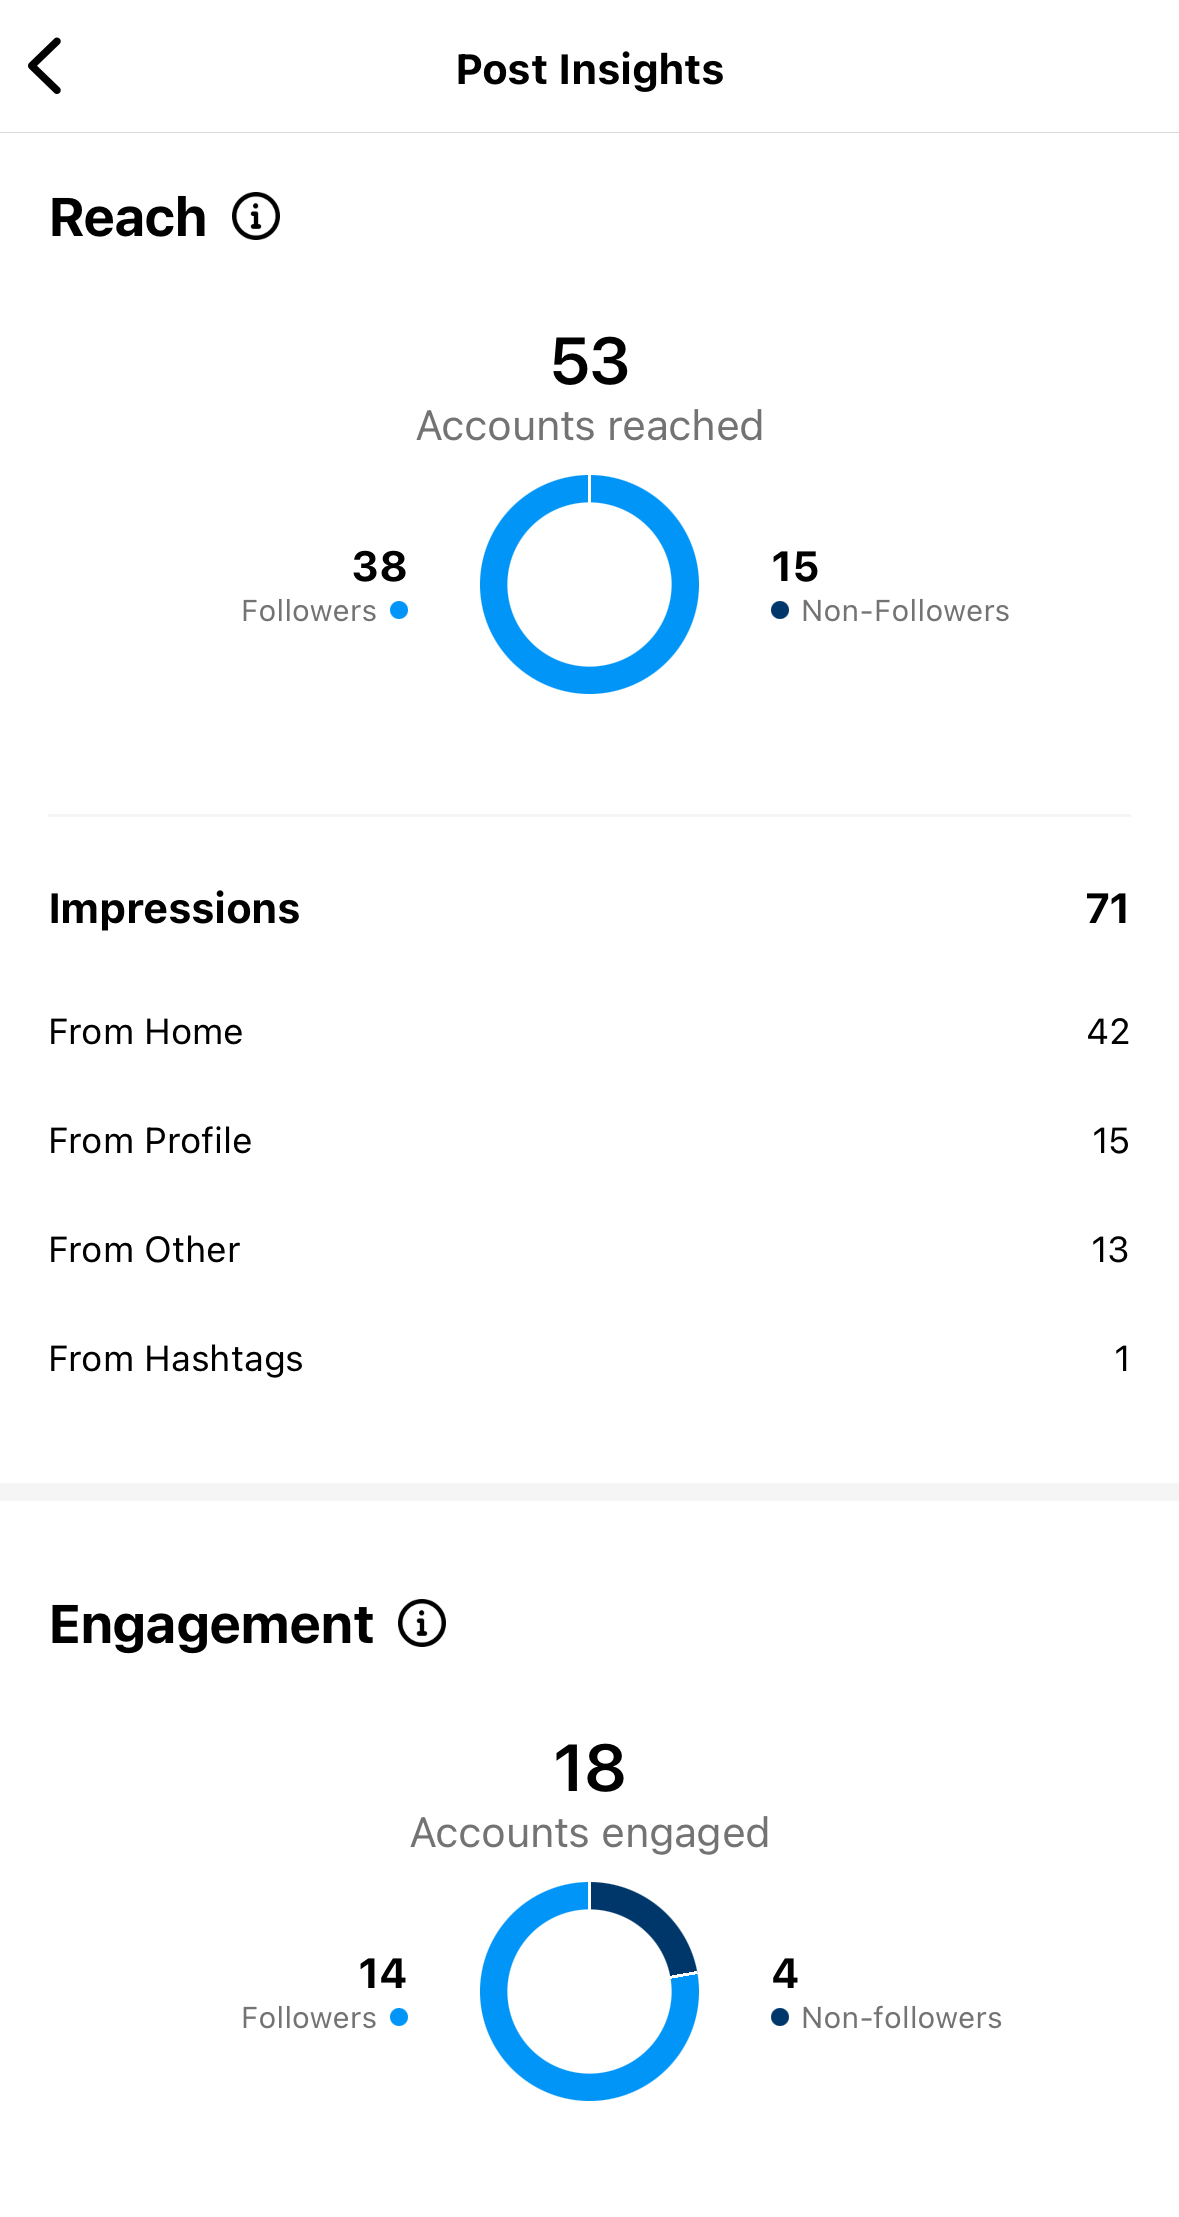 Post Insights
Reach
53
Accounts reached
38
Followers
15
Non-Followers
Impressions 71
From Home 42
From Profile 15
From Other 13
From Hashtags 1
Engagement
18
Accounts engaged
14
Followers
4
Non-followers